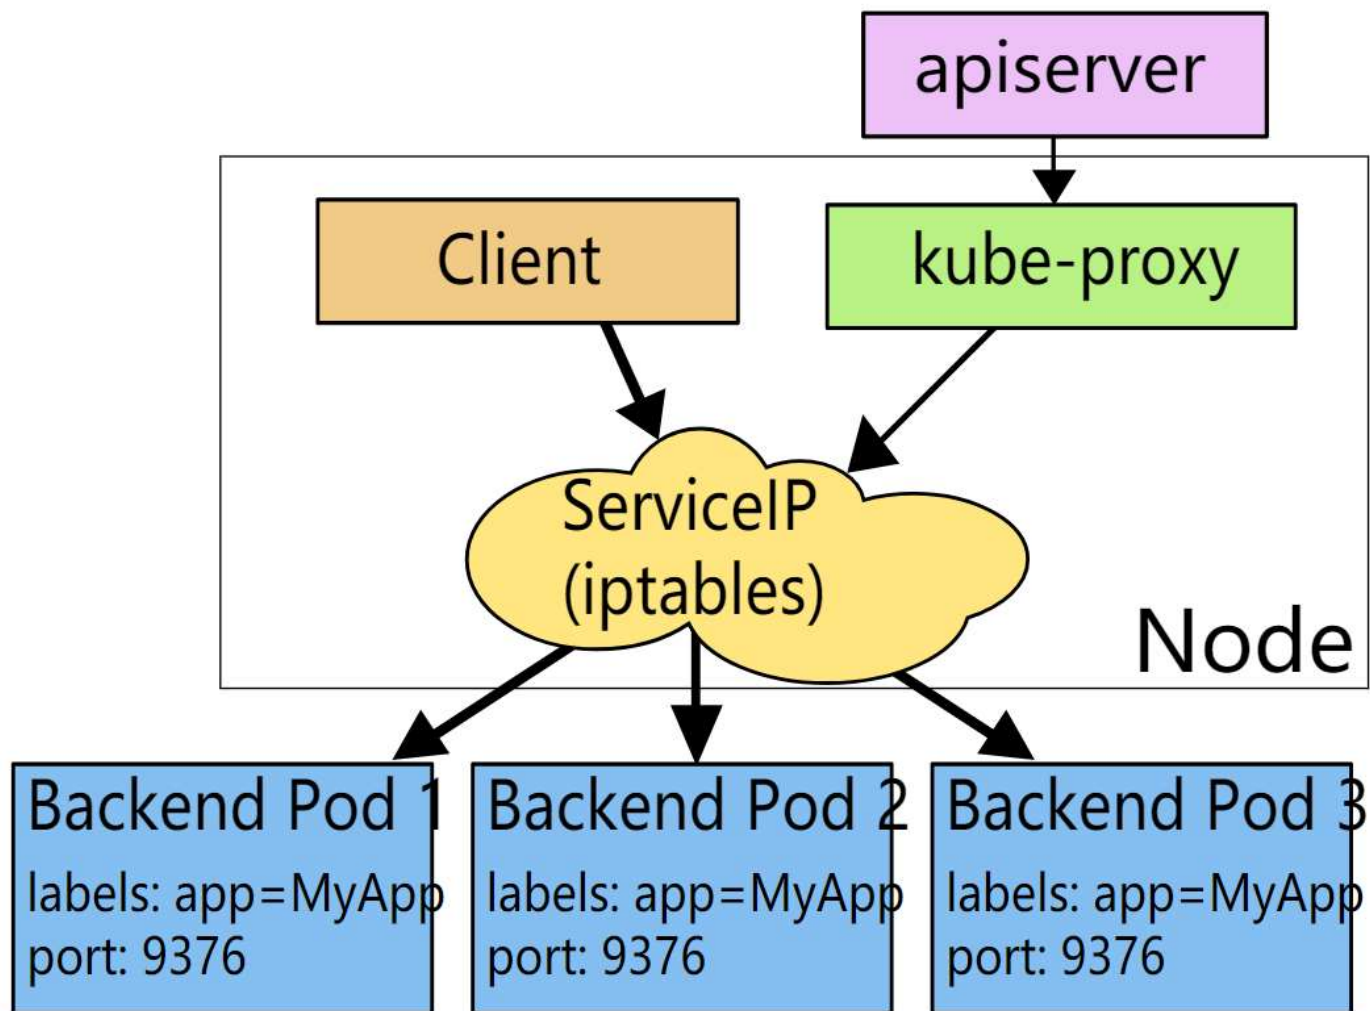 apiserver
Client
kube-proxy
ServiceIP
(iptables)
Node
Backend Pod 1
labels: app=MyApp
port: 9376
Backend Pod 2
labels: app=MyApp
port: 9376
Backend Pod 3
labels: app=MyApp
port: 9376